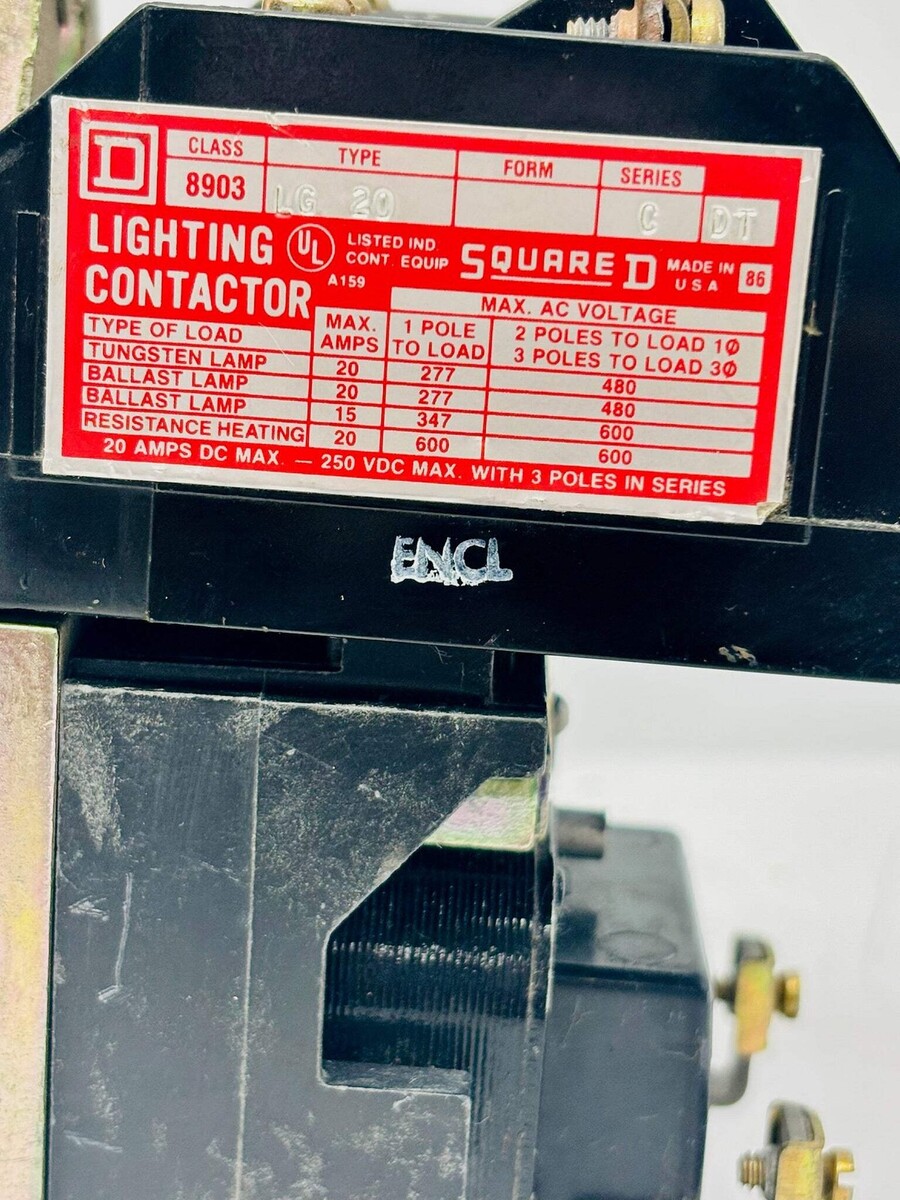 D CLASS TYPE FORM SERIES
8903 LG 20 C DT
LIGHTING UL LISTED IND. CONT. EQUIP SQUARE D MADE IN USA 86
CONTACTOR A159
MAX. AC VOLTAGE
TYPE OF LOAD MAX. AMPS 1 POLE TO LOAD 2 POLES TO LOAD 1Ø 3 POLES TO LOAD 3Ø
TUNGSTEN LAMP 20 277 480
BALLAST LAMP 20 277 480
BALLAST LAMP 15 347 600
RESISTANCE HEATING 20 600 600
20 AMPS DC MAX. — 250 VDC MAX. WITH 3 POLES IN SERIES
ENCL